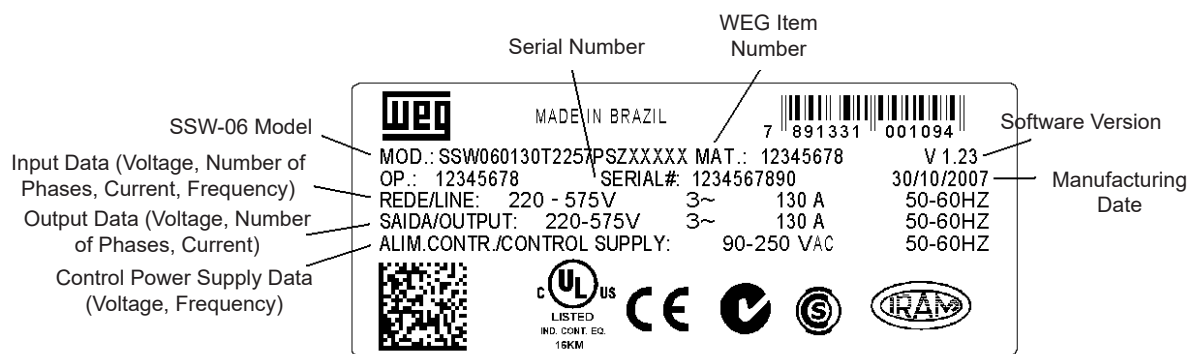 WEG Item
Number
Serial Number
SSW-06 Model
Input Data (Voltage, Number of
Phases, Current, Frequency)
Output Data (Voltage, Number
of Phases, Current)
Control Power Supply Data
(Voltage, Frequency)
Software Version
Manufacturing
Date
weg MADE IN BRAZIL 7 891331 001094
MOD.: SSW060130T2257PSZXXXXX MAT.: 12345678 V 1.23
OP.: 12345678 SERIAL#: 1234567890 30/10/2007
REDE/LINE: 220 - 575V 3~ 130 A 50-60HZ
SAIDA/OUTPUT: 220-575V 3~ 130 A 50-60HZ
ALIM.CONTR./CONTROL SUPPLY: 90-250 VAC 50-60HZ
C UL US
LISTED
IND. CONT. EQ.
16KM
CE
S
IRAM